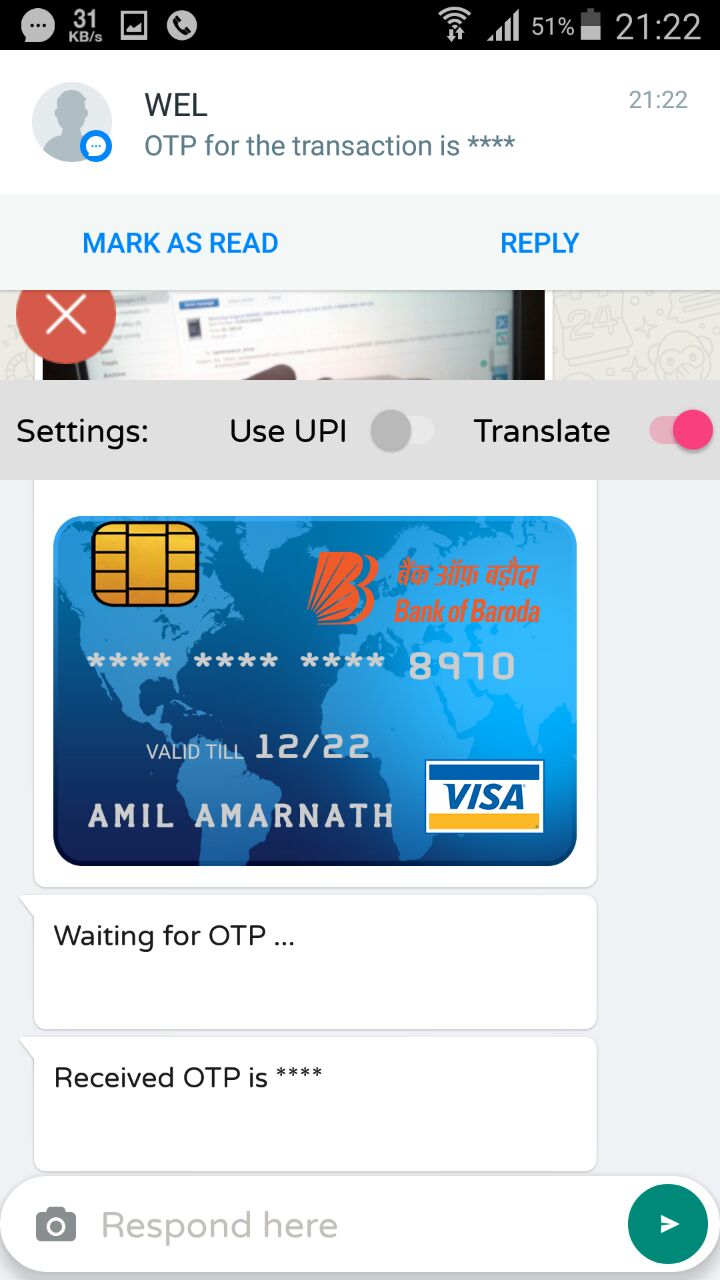 31
KB/s
51%
21:22
WEL
21:22
OTP for the transaction is ****
MARK AS READ
REPLY
24
Settings:
Use UPI
Translate
बैंक ऑफ़ बड़ौदा
Bank of Baroda
**** **** **** 8970
VALID TILL 12/22
AMIL AMARNATH
VISA
Waiting for OTP ...
Received OTP is ****
Respond here